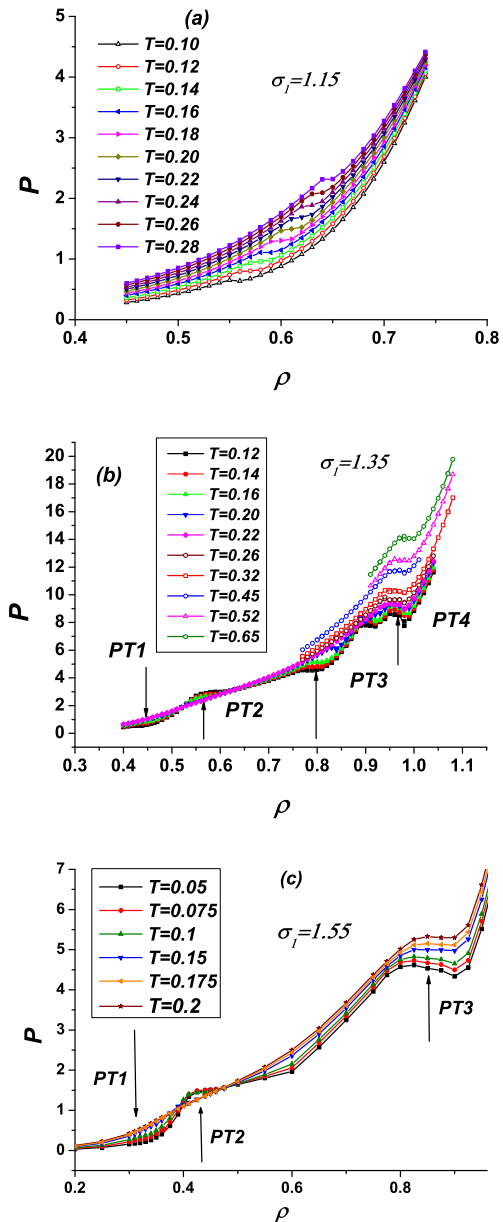 (a)
5
4
3
2
1
0
P
T=0.10
T=0.12
T=0.14
T=0.16
T=0.18
T=0.20
T=0.22
T=0.24
T=0.26
T=0.28
σ1=1.15
0.4 0.5 0.6 0.7 0.8
ρ
(b)
20
18
16
14
12
10
8
6
4
2
0
P
T=0.12
T=0.14
T=0.16
T=0.20
T=0.22
T=0.26
T=0.32
T=0.45
T=0.52
T=0.65
σ1=1.35
PT1
PT2
PT3
PT4
0.3 0.4 0.5 0.6 0.7 0.8 0.9 1.0 1.1
ρ
(c)
7
6
5
4
3
2
1
0
P
T=0.05
T=0.075
T=0.1
T=0.15
T=0.175
T=0.2
σ1=1.55
PT1
PT2
PT3
0.2 0.4 0.6 0.8
ρ